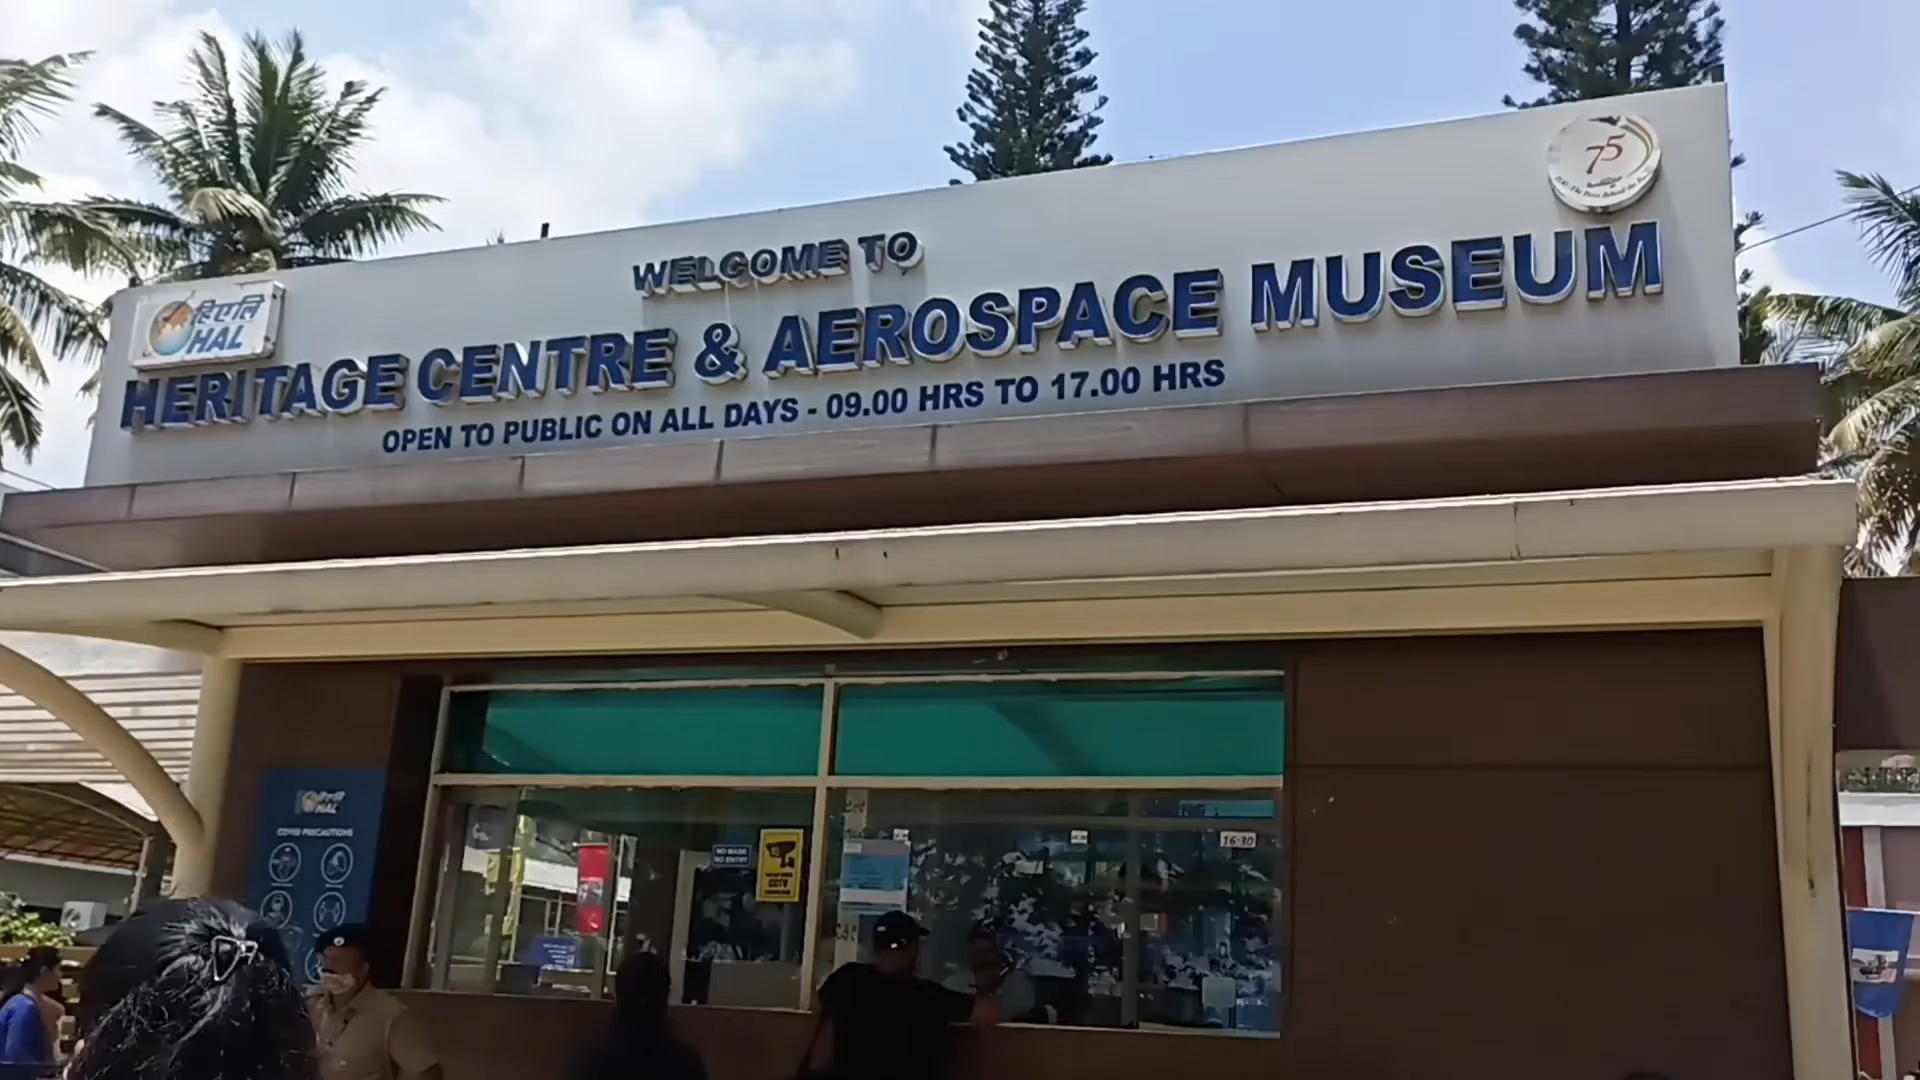 WELCOME TO
हिएलि
HAL
HERITAGE CENTRE & AEROSPACE MUSEUM
OPEN TO PUBLIC ON ALL DAYS - 09.00 HRS TO 17.00 HRS
75
HAL
COVID PRECAUTIONS
NO MASK
NO ENTRY
CCTV
16:30